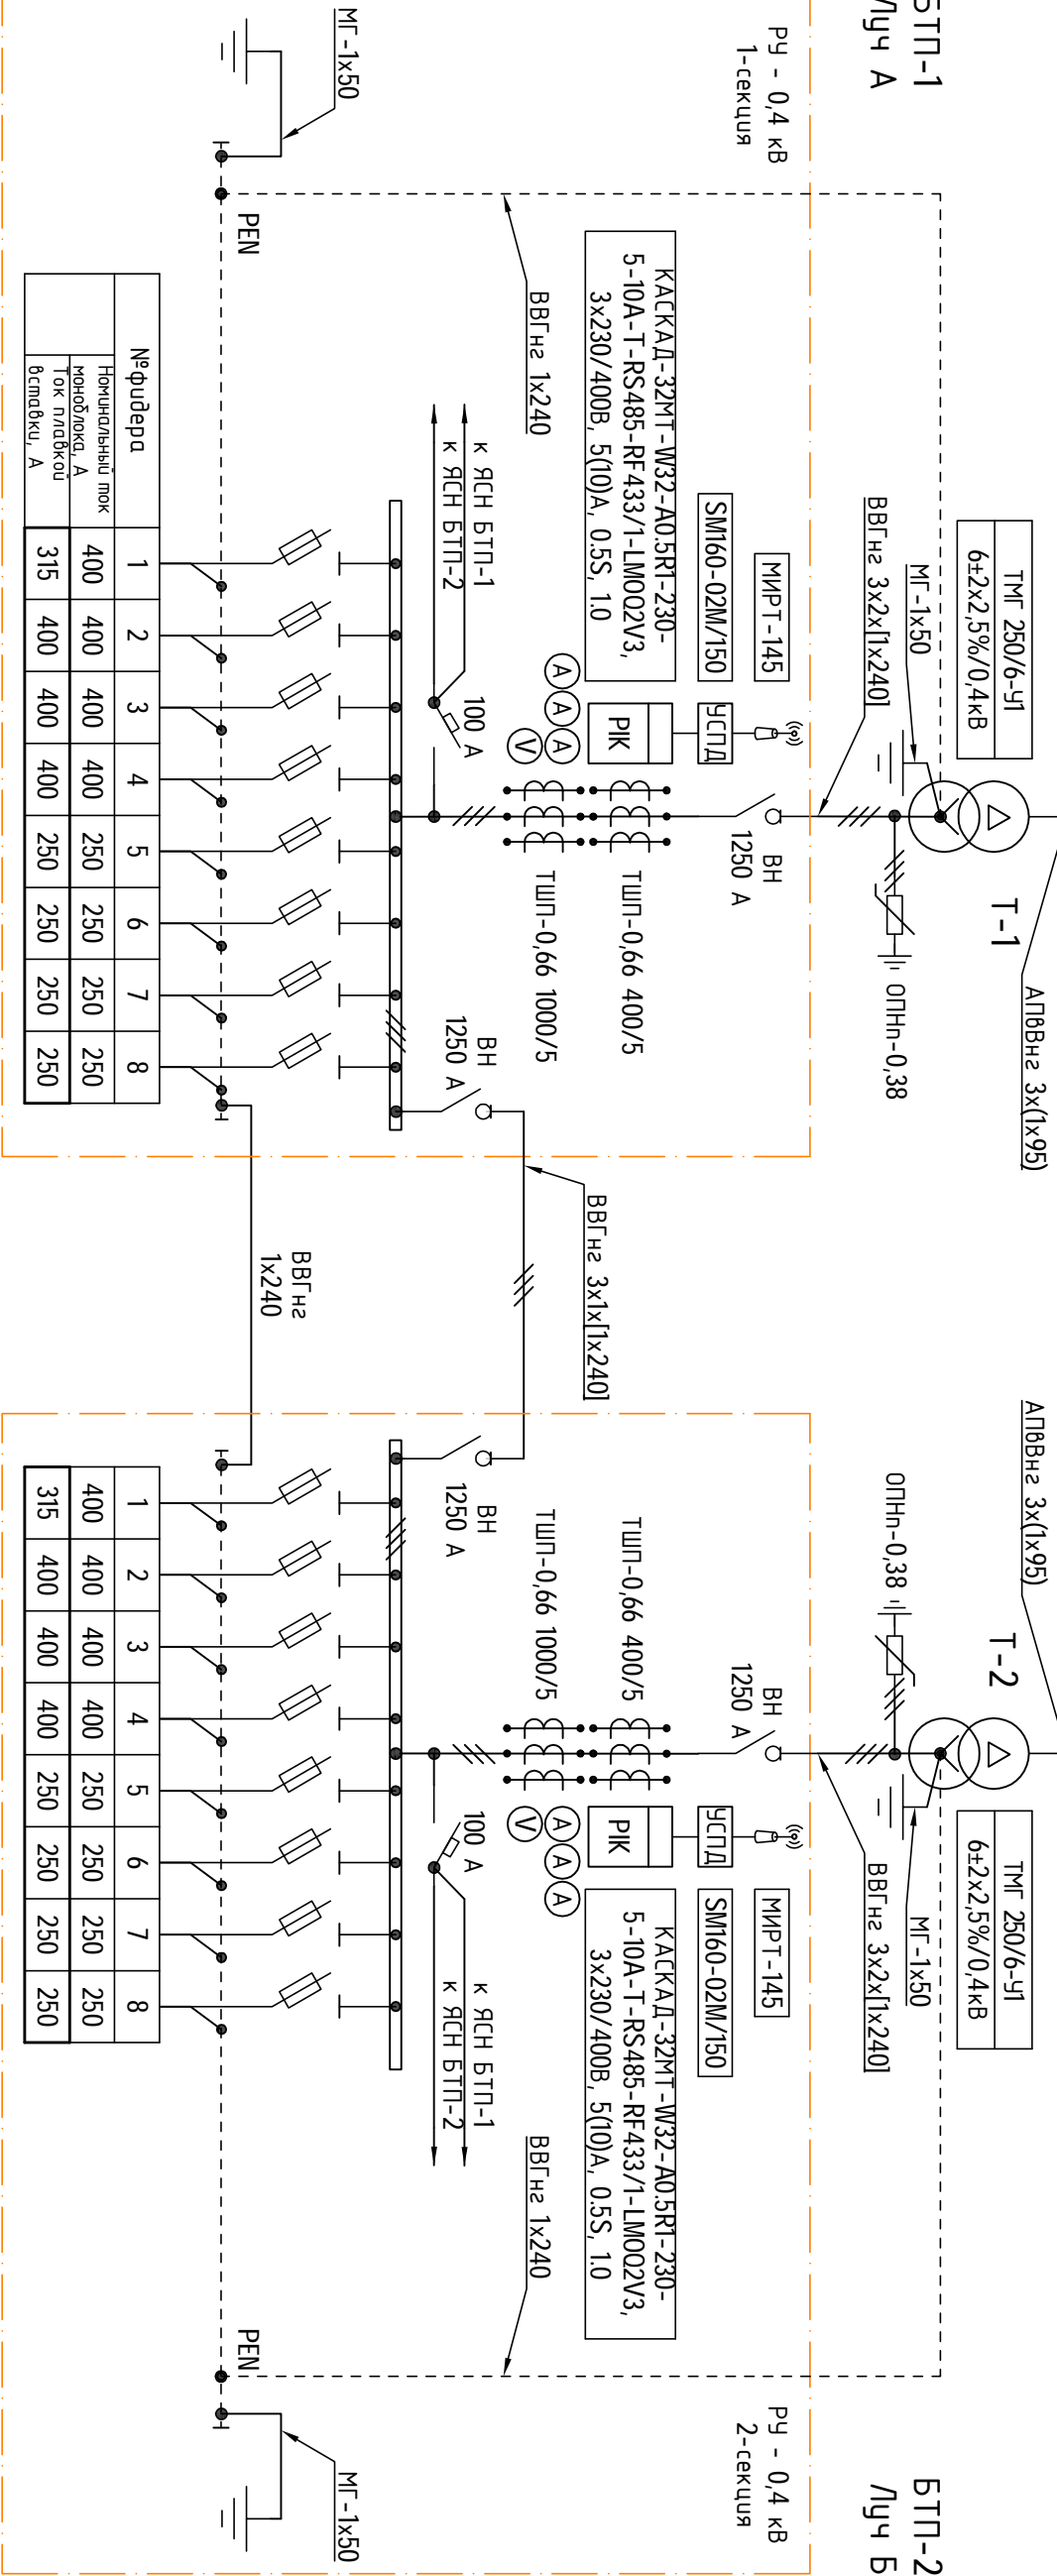 БТП-1
Луч А
РУ - 0,4 кВ
1-секция
ТМГ 250/6-У1
6±2х2,5%/0,4кВ
МГ-1х50
ВВГнг 3х2х[1х240]
Т-1
АПвВнг 3х(1х95)
ОПНп-0,38
ВН
1250 А
МИРТ-145
SM160-02M/150
УСПД
КАСКАД-32МТ-W32-A0.5R1-230-
5-10А-Т-RS485-RF433/1-LMOQ2V3,
3х230/400В, 5(10)А, 0.5S, 1.0
PIK
A
A
A
V
ТШП-0,66 400/5
ТШП-0,66 1000/5
ВВГнг 1х240
100 А
к ЯСН БТП-1
к ЯСН БТП-2
ВН
1250 А
МГ-1х50
PEN
№фидера 1 2 3 4 5 6 7 8
Номинальный ток
моноблока, А
400 400 400 400 250 250 250 250
Ток плавкой
вставки, А
315 400 400 400 250 250 250 250
ВВГнг 3х1х[1х240]
ВВГнг
1х240
БТП-2
Луч Б
РУ - 0,4 кВ
2-секция
АПвВнг 3х(1х95)
Т-2
ТМГ 250/6-У1
6±2х2,5%/0,4кВ
ОПНп-0,38
МГ-1х50
ВВГнг 3х2х[1х240]
ВН
1250 А
МИРТ-145
УСПД
SM160-02M/150
ТШП-0,66 400/5
ТШП-0,66 1000/5
PIK
A
A
A
V
КАСКАД-32МТ-W32-A0.5R1-230-
5-10А-Т-RS485-RF433/1-LMOQ2V3,
3х230/400В, 5(10)А, 0.5S, 1.0
ВН
1250 А
100 А
к ЯСН БТП-1
к ЯСН БТП-2
ВВГнг 1х240
PEN
МГ-1х50
1 2 3 4 5 6 7 8
400 400 400 400 250 250 250 250
315 400 400 400 250 250 250 250